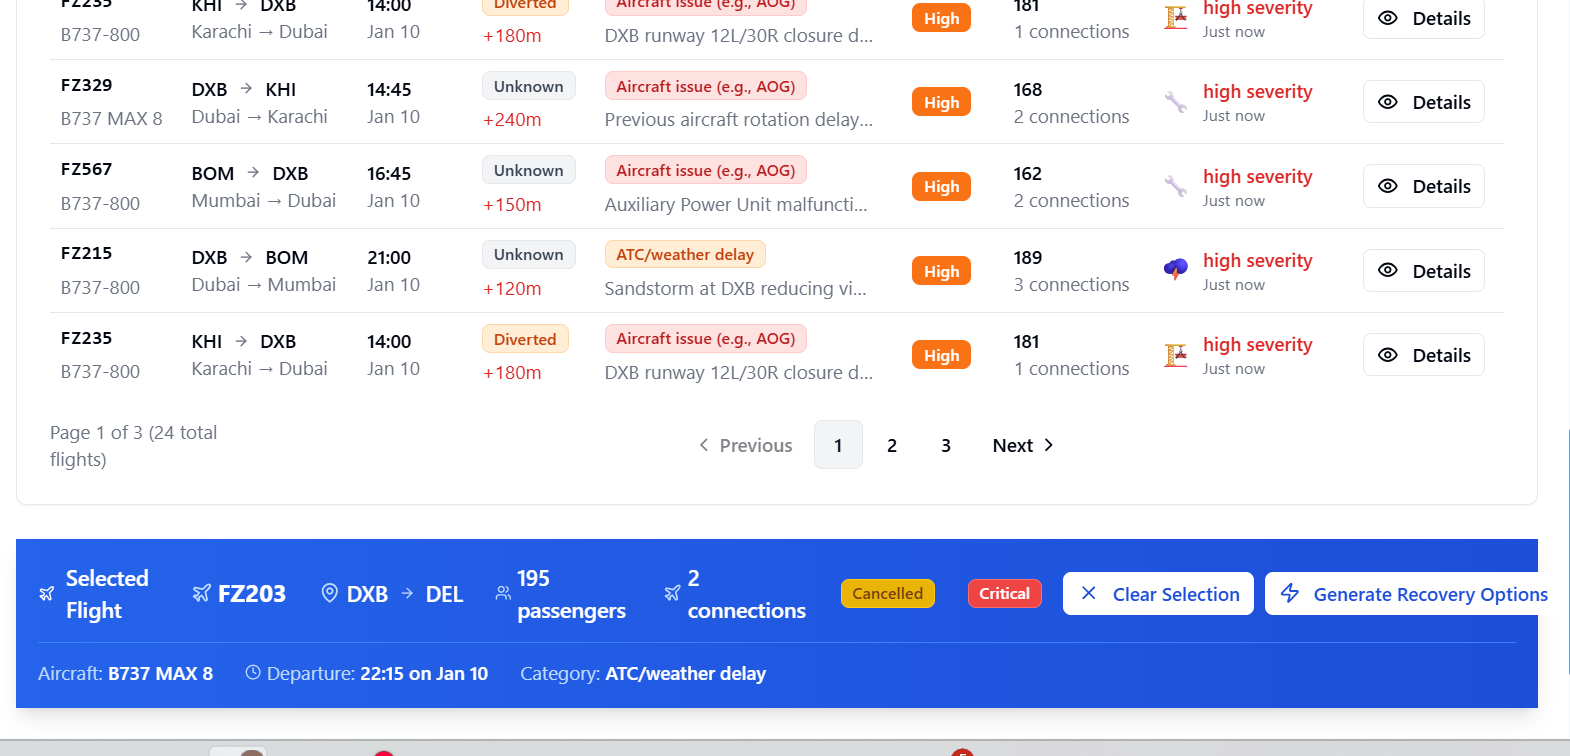 FZ235
KHI → DXB
14:00
Diverted
Aircraft issue (e.g., AOG)
High
181
high severity
Details
B737-800
Karachi → Dubai
Jan 10
+180m
DXB runway 12L/30R closure d...
1 connections
Just now
FZ329
DXB → KHI
14:45
Unknown
Aircraft issue (e.g., AOG)
High
168
high severity
Details
B737 MAX 8
Dubai → Karachi
Jan 10
+240m
Previous aircraft rotation delay...
2 connections
Just now
FZ567
BOM → DXB
16:45
Unknown
Aircraft issue (e.g., AOG)
High
162
high severity
Details
B737-800
Mumbai → Dubai
Jan 10
+150m
Auxiliary Power Unit malfuncti...
2 connections
Just now
FZ215
DXB → BOM
21:00
Unknown
ATC/weather delay
High
189
high severity
Details
B737-800
Dubai → Mumbai
Jan 10
+120m
Sandstorm at DXB reducing vi...
3 connections
Just now
FZ235
KHI → DXB
14:00
Diverted
Aircraft issue (e.g., AOG)
High
181
high severity
Details
B737-800
Karachi → Dubai
Jan 10
+180m
DXB runway 12L/30R closure d...
1 connections
Just now
Page 1 of 3 (24 total
flights)
Previous
1
2
3
Next
Selected
Flight
FZ203
DXB → DEL
195
passengers
2
connections
Cancelled
Critical
Clear Selection
Generate Recovery Options
Aircraft: B737 MAX 8
Departure: 22:15 on Jan 10
Category: ATC/weather delay